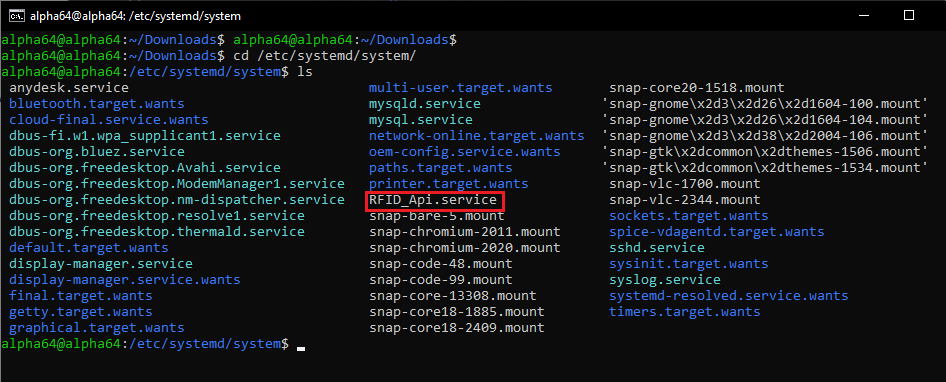 alpha64@alpha64: /etc/systemd/system
alpha64@alpha64:~/Downloads$ alpha64@alpha64:~/Downloads$
alpha64@alpha64:~/Downloads$ cd /etc/systemd/system/
alpha64@alpha64:/etc/systemd/system$ ls
anydesk.service multi-user.target.wants snap-core20-1518.mount
bluetooth.target.wants mysqld.service 'snap-gnome\x2d3\x2d26\x2d1604-100.mount'
cloud-final.service.wants mysql.service 'snap-gnome\x2d3\x2d26\x2d1604-104.mount'
dbus-fi.w1.wpa_supplicant1.service network-online.target.wants 'snap-gnome\x2d3\x2d38\x2d2004-106.mount'
dbus-org.bluez.service oem-config.service.wants 'snap-gtk\x2dcommon\x2dthemes-1506.mount'
dbus-org.freedesktop.Avahi.service paths.target.wants 'snap-gtk\x2dcommon\x2dthemes-1534.mount'
dbus-org.freedesktop.ModemManager1.service printer.target.wants snap-vlc-1700.mount
dbus-org.freedesktop.nm-dispatcher.service RFID_Api.service snap-vlc-2344.mount
dbus-org.freedesktop.resolve1.service snap-bare-5.mount sockets.target.wants
dbus-org.freedesktop.thermald.service snap-chromium-2011.mount spice-vdagentd.target.wants
default.target.wants snap-chromium-2020.mount sshd.service
display-manager.service snap-code-48.mount sysinit.target.wants
display-manager.service.wants snap-code-99.mount syslog.service
final.target.wants snap-core-13308.mount systemd-resolved.service.wants
getty.target.wants snap-core18-1885.mount timers.target.wants
graphical.target.wants snap-core18-2409.mount
alpha64@alpha64:/etc/systemd/system$